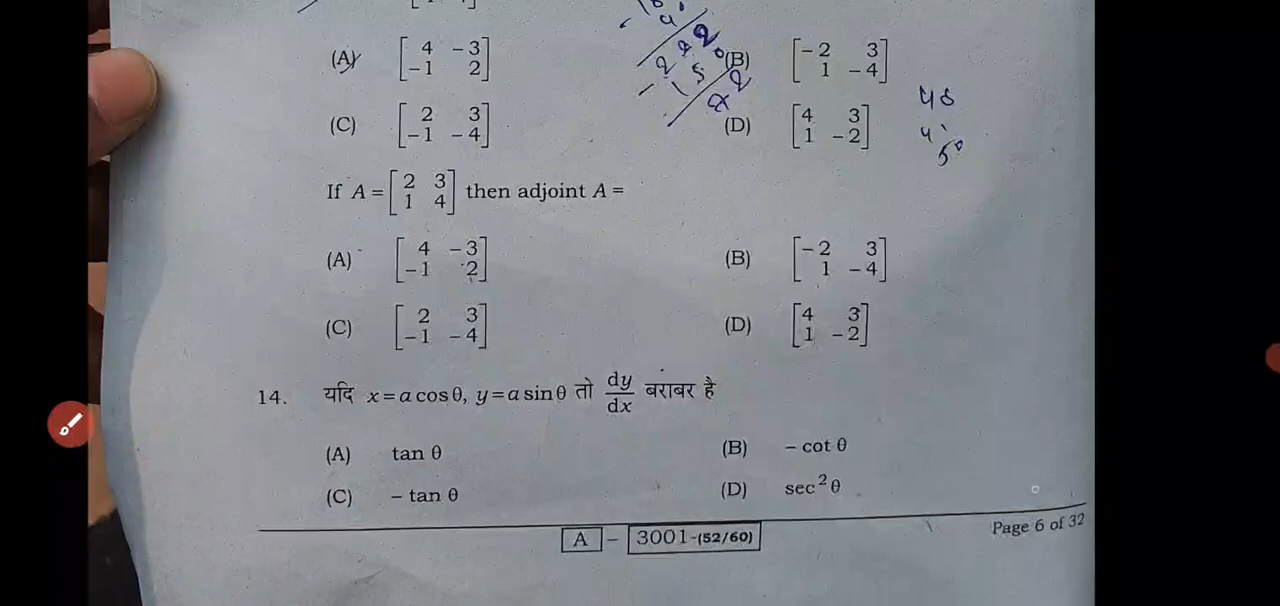 (A) [ 4 −3
−1 2 ]
(B) [ −2 3
1 −4 ]
(C) [ 2 3
−1 −4 ]
(D) [ 4 3
1 −2 ]
If A = [ 2 3
1 4 ] then adjoint A =
(A) [ 4 −3
−1 2 ]
(B) [ −2 3
1 −4 ]
(C) [ 2 3
−1 −4 ]
(D) [ 4 3
1 −2 ]
14. यदि x = a cos θ, y = a sin θ तो dy/dx बराबर है
(A) tan θ
(B) − cot θ
(C) − tan θ
(D) sec² θ
A – 3001-(52/60)
Page 6 of 32